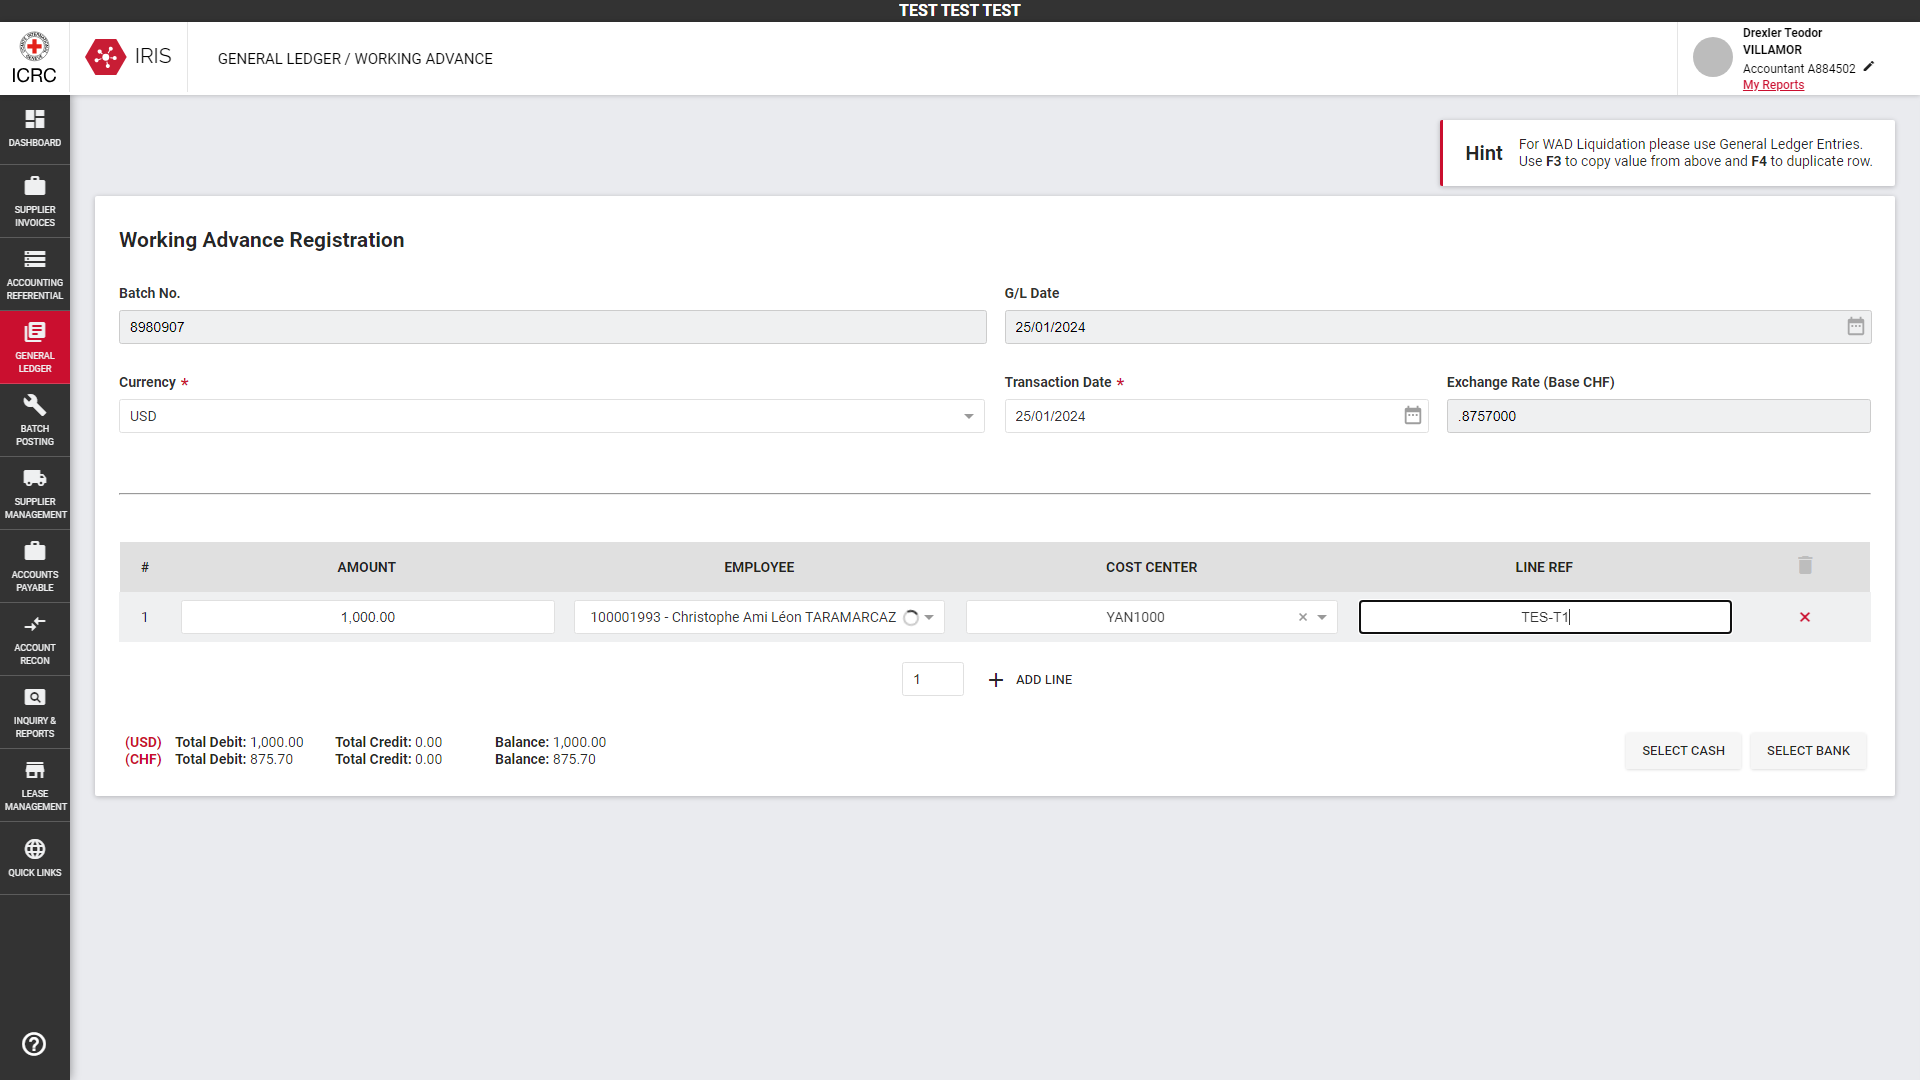 TEST TEST TEST
ICRC
IRIS
GENERAL LEDGER / WORKING ADVANCE
Drexler Teodor
VILLAMOR
Accountant A884502
My Reports
DASHBOARD
SUPPLIER
INVOICES
ACCOUNTING
REFERENTIAL
GENERAL
LEDGER
BATCH
POSTING
SUPPLIER
MANAGEMENT
ACCOUNTS
PAYABLE
ACCOUNT
RECON
INQUIRY &
REPORTS
LEASE
MANAGEMENT
QUICK LINKS
Hint
For WAD Liquidation please use General Ledger Entries.
Use F3 to copy value from above and F4 to duplicate row.
Working Advance Registration
Batch No.
8980907
G/L Date
25/01/2024
Currency *
USD
Transaction Date *
25/01/2024
Exchange Rate (Base CHF)
.8757000
# AMOUNT EMPLOYEE COST CENTER LINE REF
1 1,000.00 100001993 - Christophe Ami Léon TARAMARCAZ YAN1000 TES-T1
1 ADD LINE
(USD) Total Debit: 1,000.00 Total Credit: 0.00 Balance: 1,000.00
(CHF) Total Debit: 875.70 Total Credit: 0.00 Balance: 875.70
SELECT CASH
SELECT BANK